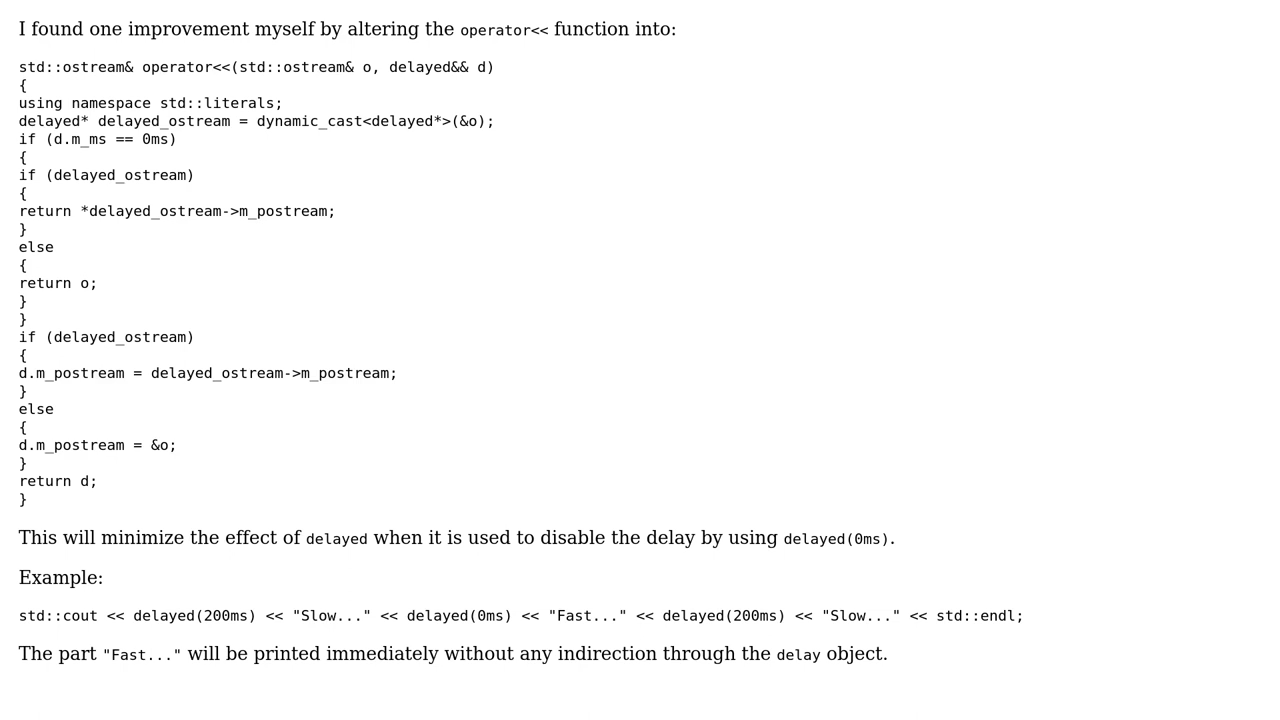 I found one improvement myself by altering the operator<< function into:
std::ostream& operator<<(std::ostream& o, delayed&& d)
{
using namespace std::literals;
delayed* delayed_ostream = dynamic_cast<delayed*>(&o);
if (d.m_ms == 0ms)
{
if (delayed_ostream)
{
return *delayed_ostream->m_postream;
}
else
{
return o;
}
}
if (delayed_ostream)
{
d.m_postream = delayed_ostream->m_postream;
}
else
{
d.m_postream = &o;
}
return d;
}
This will minimize the effect of delayed when it is used to disable the delay by using delayed(0ms).
Example:
std::cout << delayed(200ms) << "Slow..." << delayed(0ms) << "Fast..." << delayed(200ms) << "Slow..." << std::endl;
The part "Fast..." will be printed immediately without any indirection through the delay object.